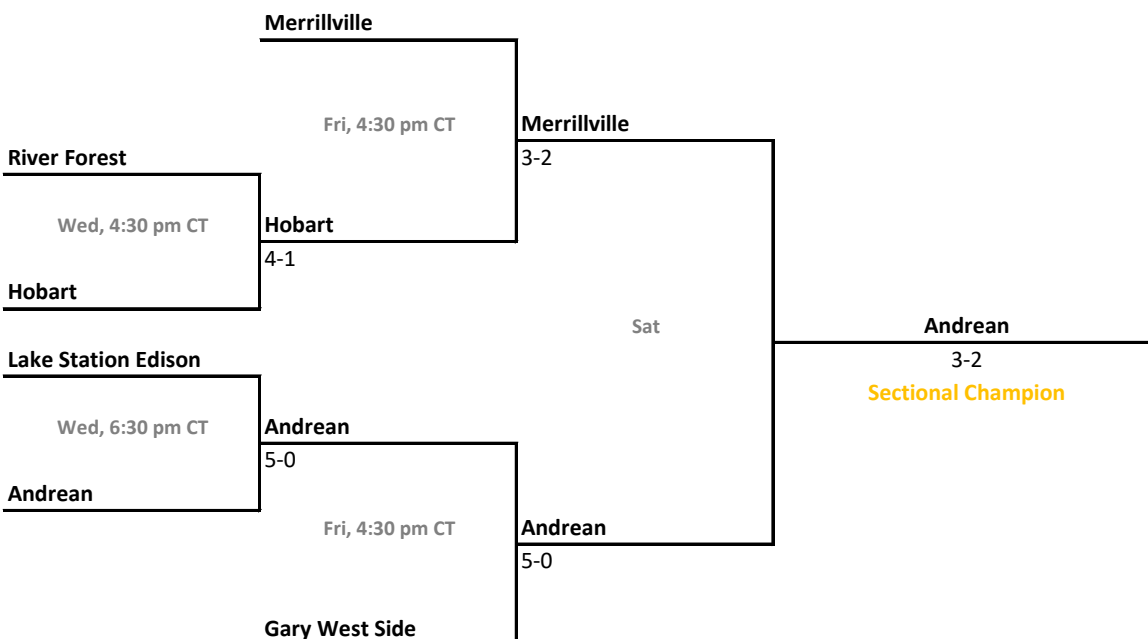 Merrillville
Fri, 4:30 pm CT
Merrillville
River Forest
3-2
Wed, 4:30 pm CT
Hobart
4-1
Hobart
Sat
Andrean
Lake Station Edison
3-2
Sectional Champion
Wed, 6:30 pm CT
Andrean
5-0
Andrean
Fri, 4:30 pm CT
Andrean
5-0
Gary West Side